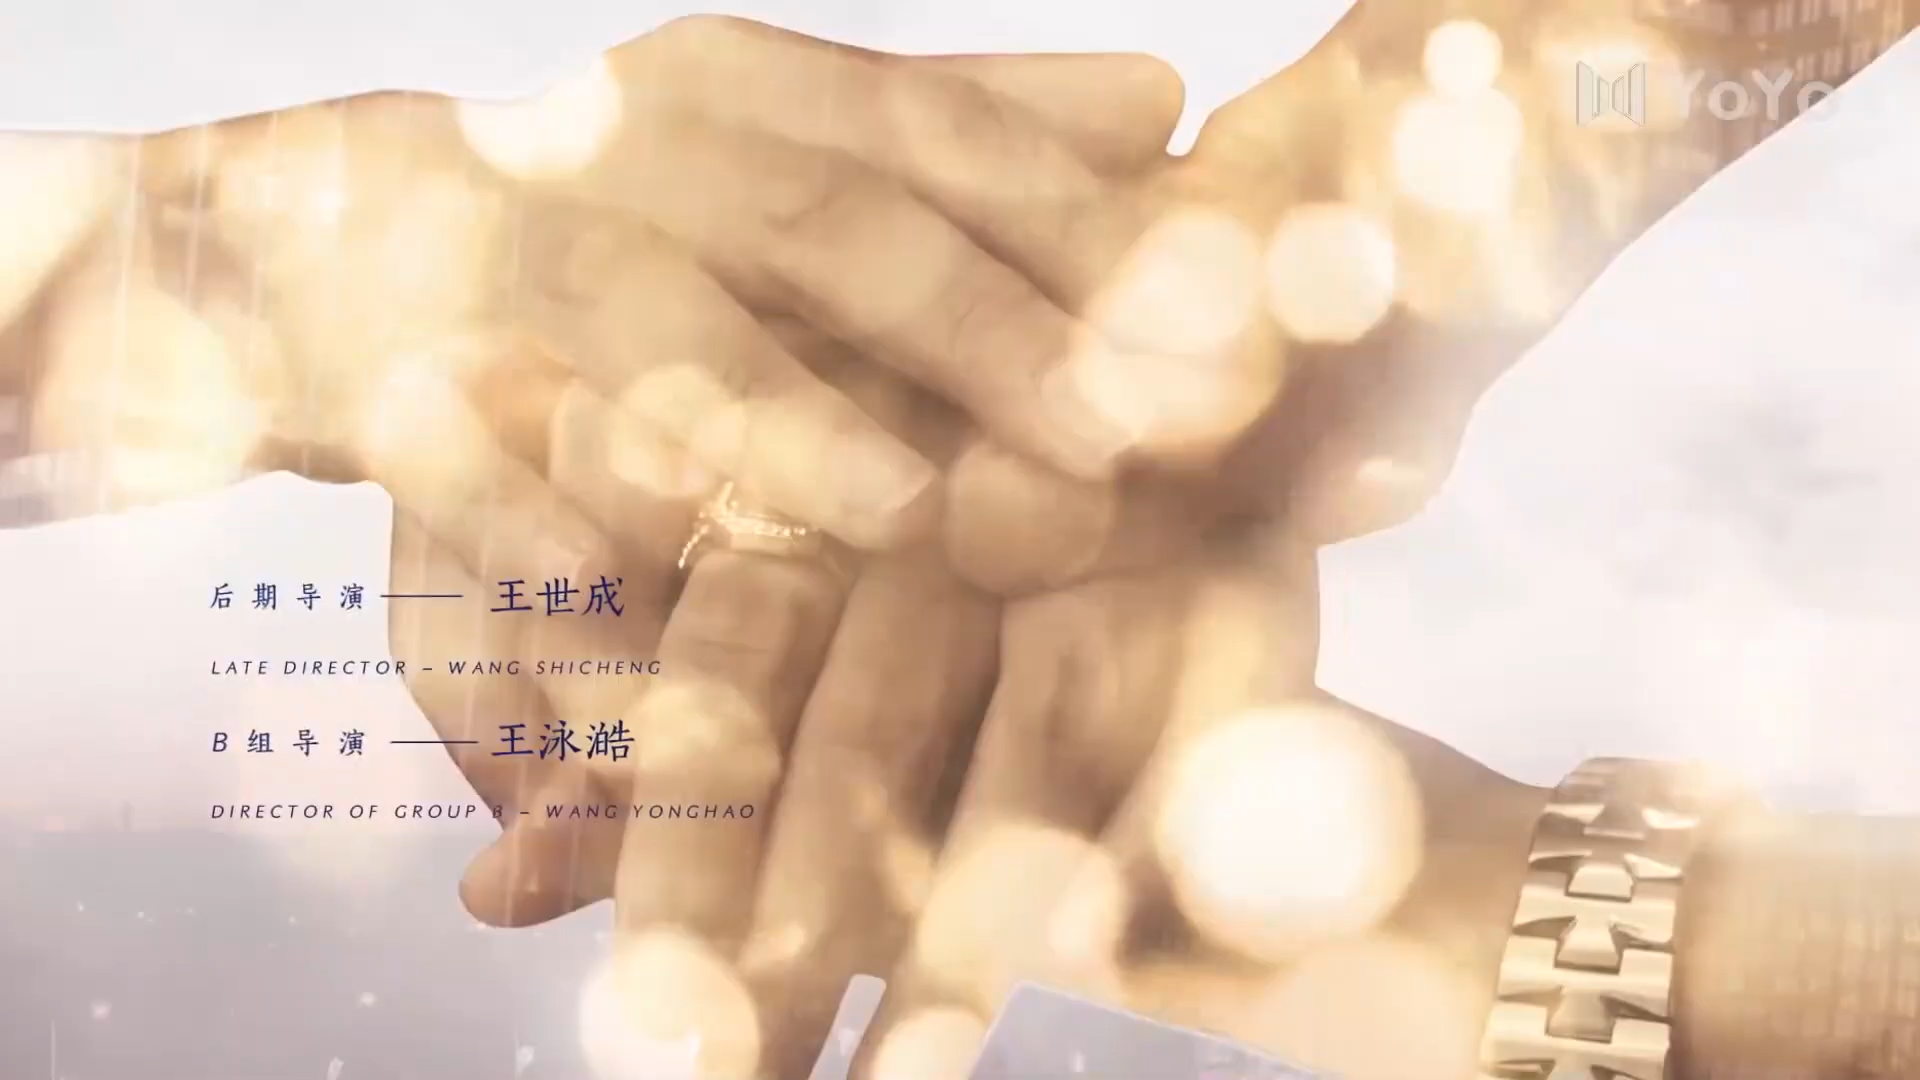 YoYo
后期导演 —— 王世成
LATE DIRECTOR – WANG SHICHENG
B组导演 —— 王泳澔
DIRECTOR OF GROUP B – WANG YONGHAO